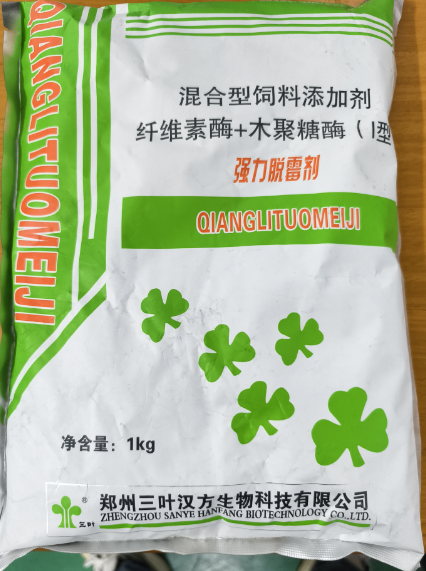 QIANGLITUOMEIJI
混合型饲料添加剂
纤维素酶+木聚糖酶（I型
强力脱霉剂
QIANGLITUOMEIJI
净含量：1kg
三叶
®
郑州三叶汉方生物科技有限公司
ZHENGZHOU SANYE HANFANG BIOTECHNOLOGY CO.,LTD.